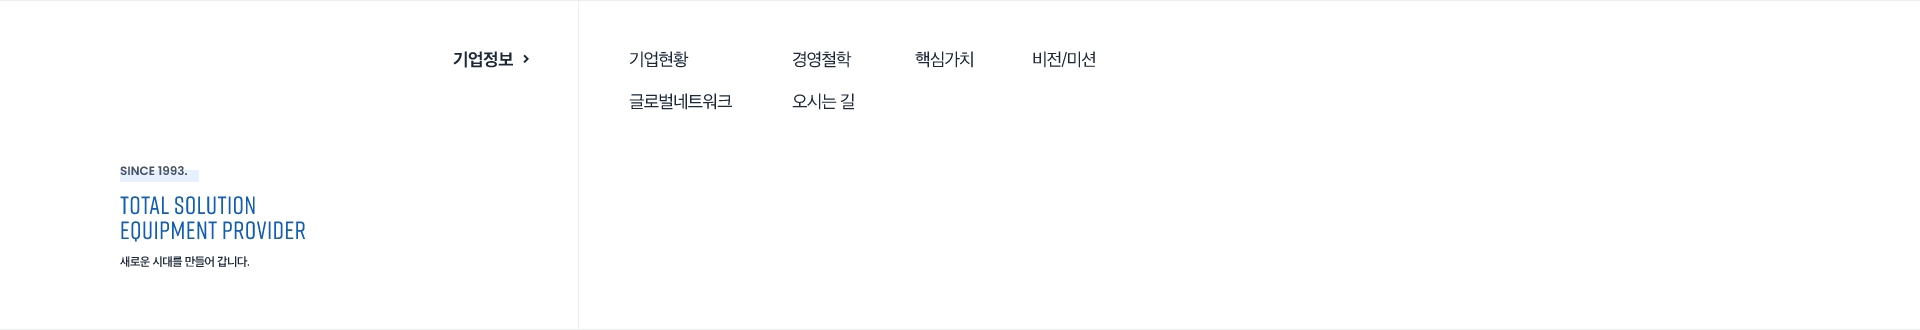 기업정보
기업현황 경영철학 핵심가치 비전/미션
글로벌네트워크 오시는 길
SINCE 1993.
TOTAL SOLUTION
EQUIPMENT PROVIDER
새로운 시대를 만들어 갑니다.